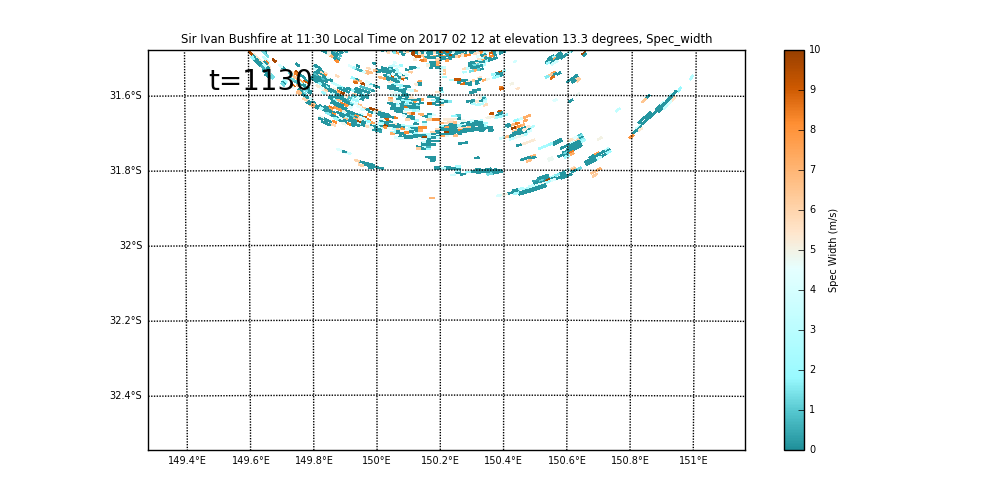 Sir Ivan Bushfire at 11:30 Local Time on 2017 02 12 at elevation 13.3 degrees, Spec_width
t=1130
31.6°S
31.8°S
32°S
32.2°S
32.4°S
149.4°E 149.6°E 149.8°E 150°E 150.2°E 150.4°E 150.6°E 150.8°E 151°E
10
9
8
7
6
5
4
3
2
1
0
Spec Width (m/s)